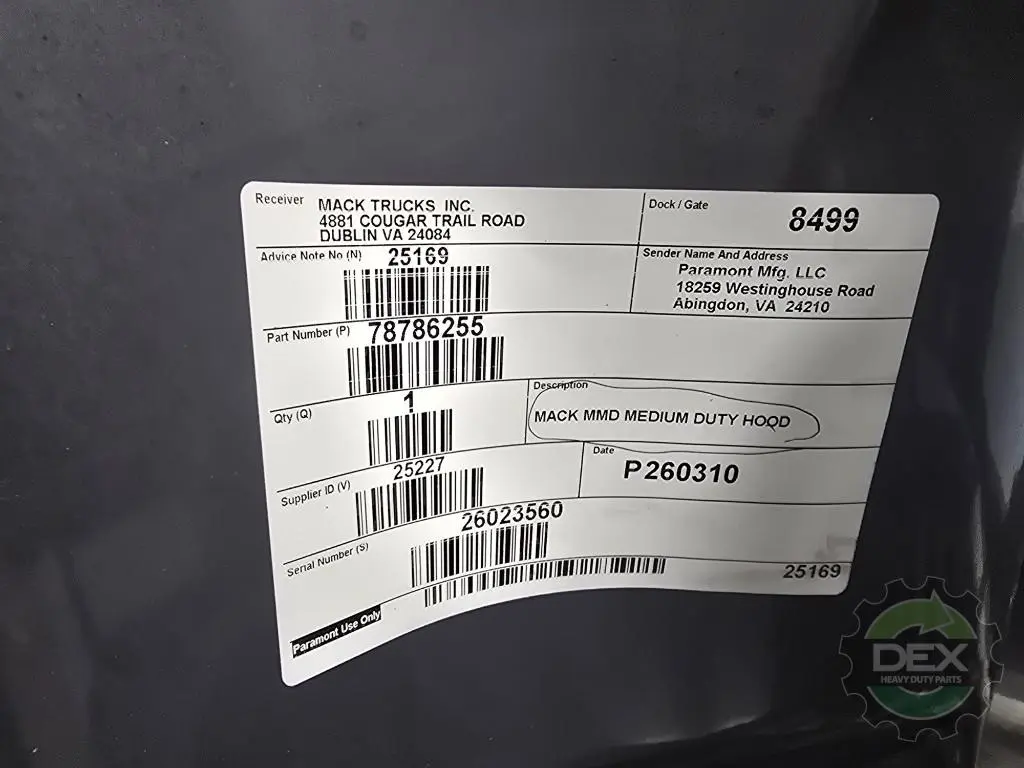 Receiver
MACK TRUCKS INC.
4881 COUGAR TRAIL ROAD
DUBLIN VA 24084
Dock / Gate
8499
Advice Note No (N)
25169
Sender Name And Address
Paramont Mfg. LLC
18259 Westinghouse Road
Abingdon, VA 24210
Part Number (P)
78786255
Qty (Q)
1
Description
MACK MMD MEDIUM DUTY HOOD
Supplier ID (V)
25227
Date
P260310
Serial Number (S)
26023560
25169
Paramont Use Only
DEX
HEAVY DUTY PARTS